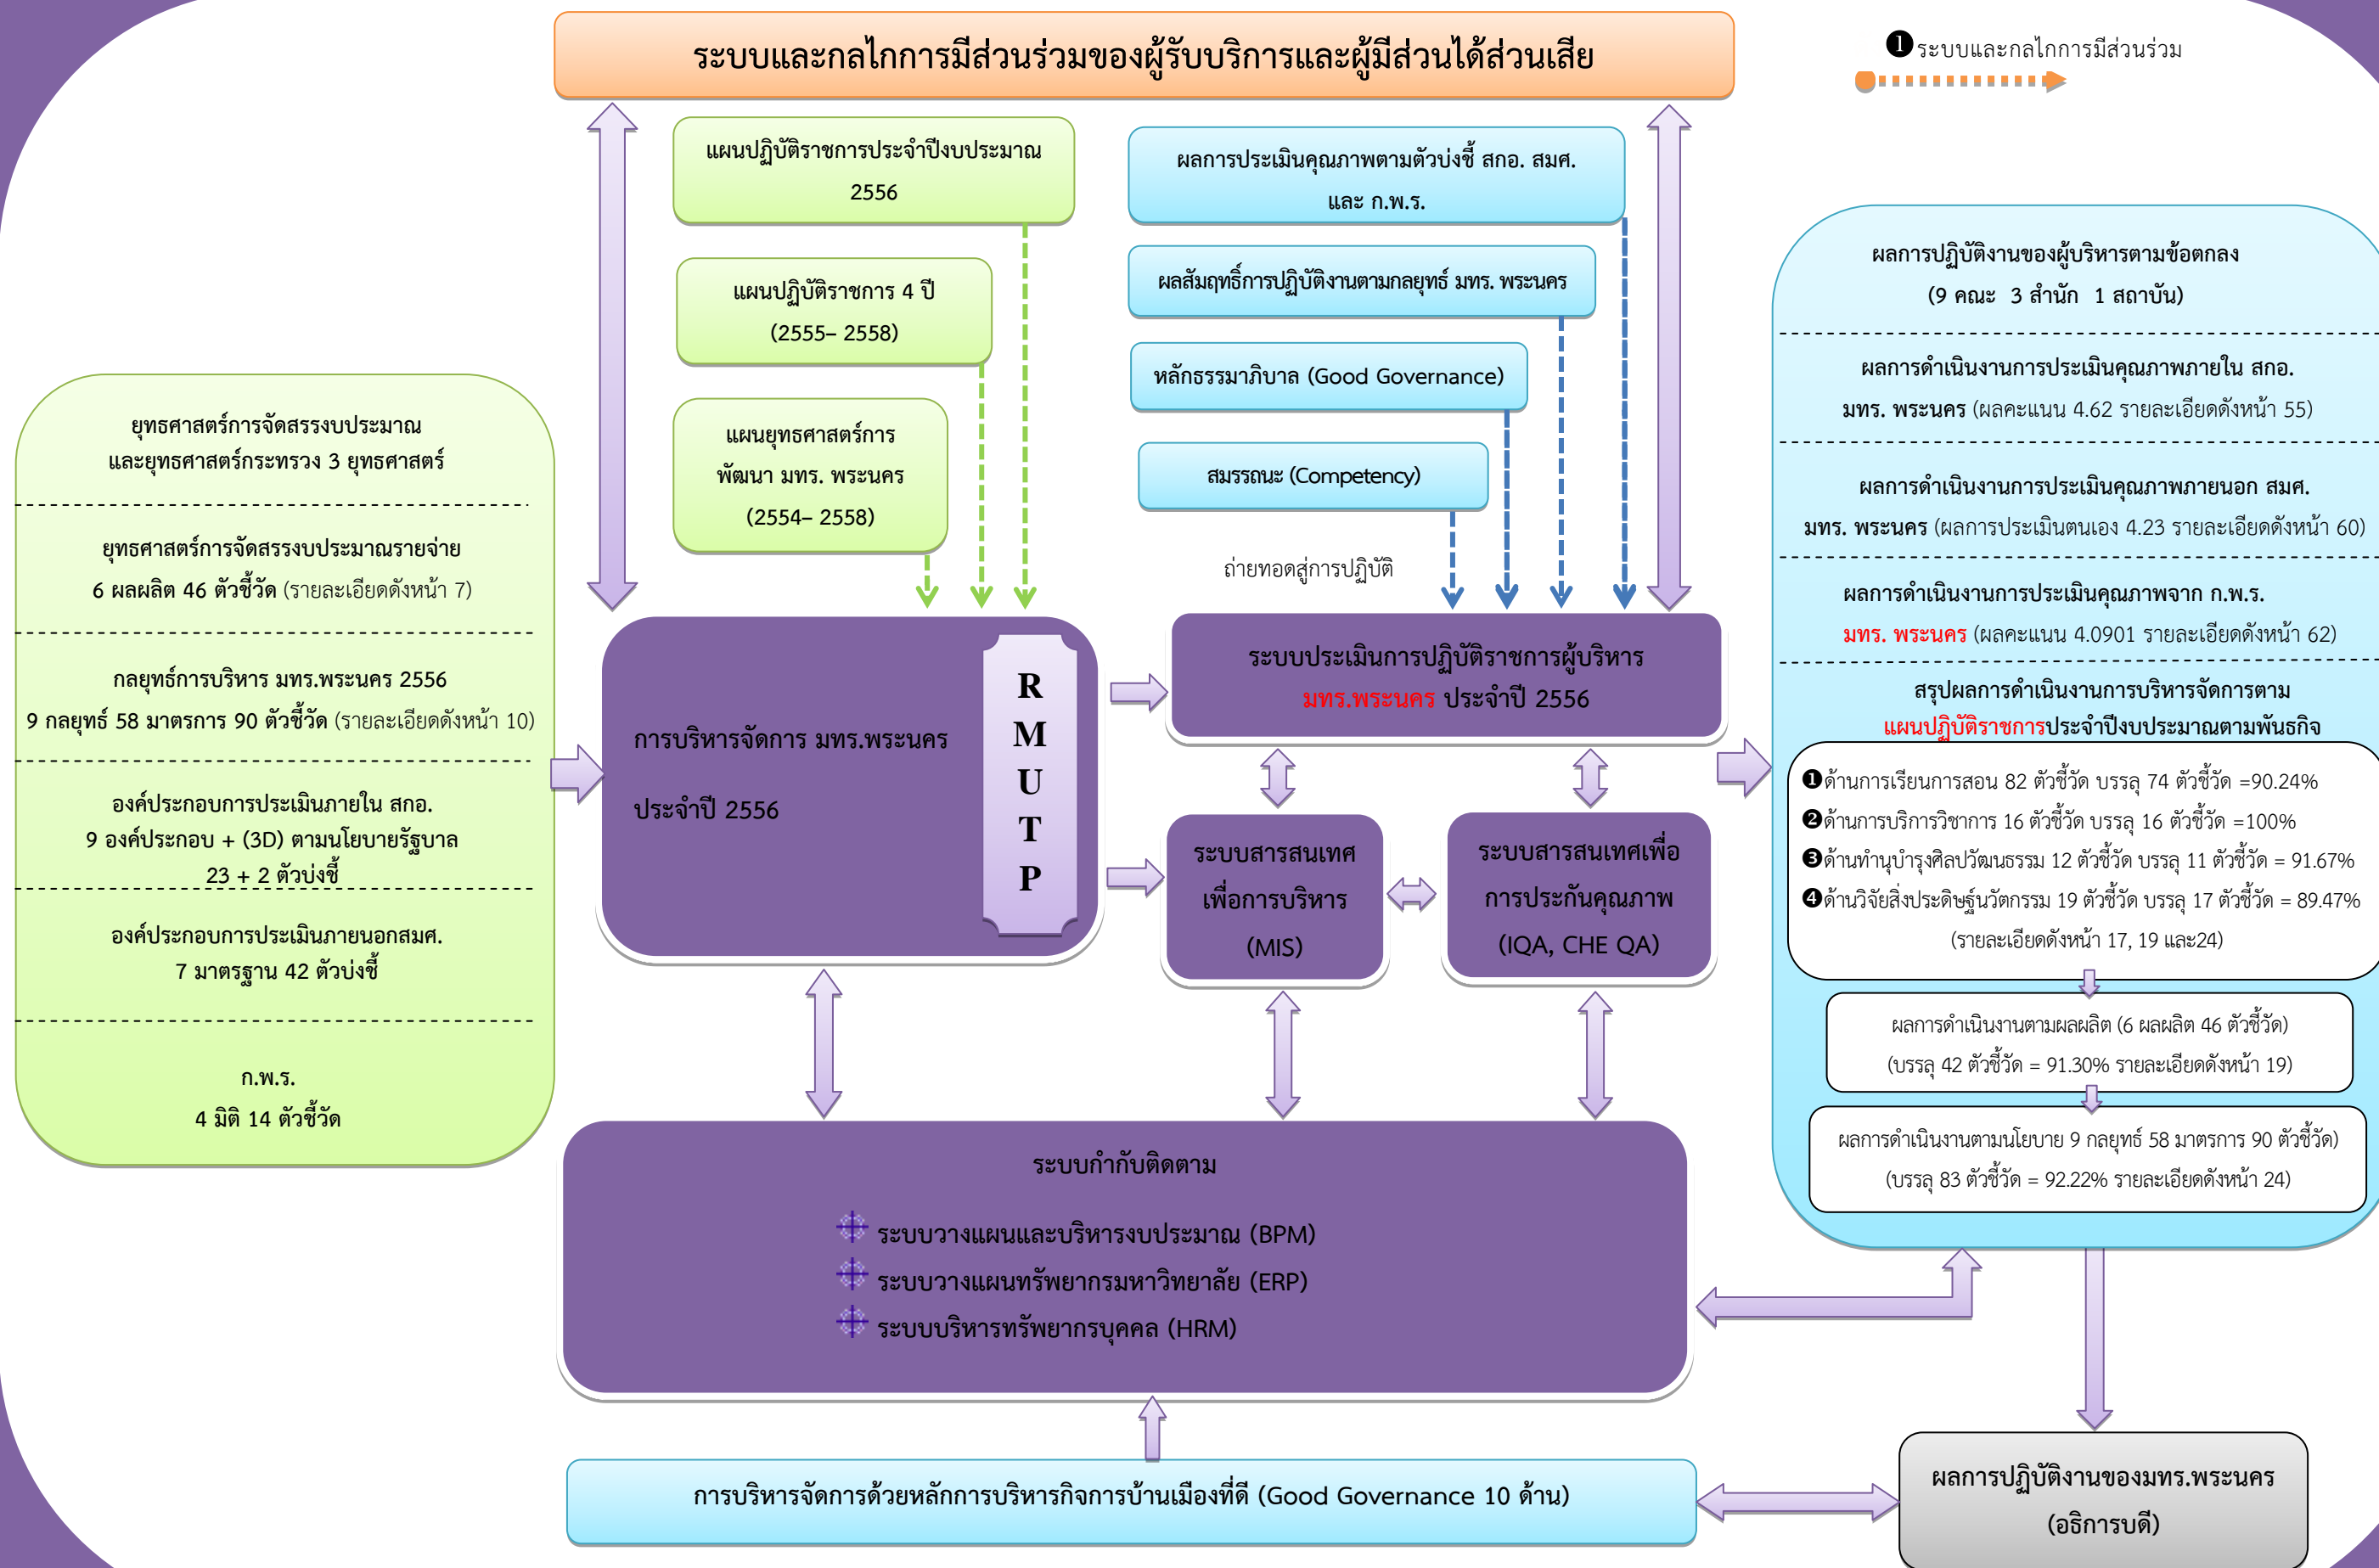 ระบบและกลไกการมีส่วนร่วมของผู้รับบริการและผู้มีส่วนได้ส่วนเสีย
❶ระบบและกลไกการมีส่วนร่วม
แผนปฏิบัติราชการประจำปีงบประมาณ
2556
แผนปฏิบัติราชการ 4 ปี
(2555– 2558)
แผนยุทธศาสตร์การ
พัฒนา มทร. พระนคร
(2554– 2558)
ผลการประเมินคุณภาพตามตัวบ่งชี้ สกอ. สมศ.
และ ก.พ.ร.
ผลสัมฤทธิ์การปฏิบัติงานตามกลยุทธ์ มทร. พระนคร
หลักธรรมาภิบาล (Good Governance)
สมรรถนะ (Competency)
ถ่ายทอดสู่การปฏิบัติ
ยุทธศาสตร์การจัดสรรงบประมาณ
และยุทธศาสตร์กระทรวง 3 ยุทธศาสตร์
ยุทธศาสตร์การจัดสรรงบประมาณรายจ่าย
6 ผลผลิต 46 ตัวชี้วัด (รายละเอียดดังหน้า 7)
กลยุทธ์การบริหาร มทร.พระนคร 2556
9 กลยุทธ์ 58 มาตรการ 90 ตัวชี้วัด (รายละเอียดดังหน้า 10)
องค์ประกอบการประเมินภายใน สกอ.
9 องค์ประกอบ + (3D) ตามนโยบายรัฐบาล
23 + 2 ตัวบ่งชี้
องค์ประกอบการประเมินภายนอกสมศ.
7 มาตรฐาน 42 ตัวบ่งชี้
ก.พ.ร.
4 มิติ 14 ตัวชี้วัด
การบริหารจัดการ มทร.พระนคร
ประจำปี 2556
R
M
U
T
P
ระบบประเมินการปฏิบัติราชการผู้บริหาร
มทร.พระนคร ประจำปี 2556
ระบบสารสนเทศ
เพื่อการบริหาร
(MIS)
ระบบสารสนเทศเพื่อ
การประกันคุณภาพ
(IQA, CHE QA)
ระบบกำกับติดตาม
ระบบวางแผนและบริหารงบประมาณ (BPM)
ระบบวางแผนทรัพยากรมหาวิทยาลัย (ERP)
ระบบบริหารทรัพยากรบุคคล (HRM)
การบริหารจัดการด้วยหลักการบริหารกิจการบ้านเมืองที่ดี (Good Governance 10 ด้าน)
ผลการปฏิบัติงานของผู้บริหารตามข้อตกลง
(9 คณะ 3 สำนัก 1 สถาบัน)
ผลการดำเนินงานการประเมินคุณภาพภายใน สกอ.
มทร. พระนคร (ผลคะแนน 4.62 รายละเอียดดังหน้า 55)
ผลการดำเนินงานการประเมินคุณภาพภายนอก สมศ.
มทร. พระนคร (ผลการประเมินตนเอง 4.23 รายละเอียดดังหน้า 60)
ผลการดำเนินงานการประเมินคุณภาพจาก ก.พ.ร.
มทร. พระนคร (ผลคะแนน 4.0901 รายละเอียดดังหน้า 62)
สรุปผลการดำเนินงานการบริหารจัดการตาม
แผนปฏิบัติราชการประจำปีงบประมาณตามพันธกิจ
❶ด้านการเรียนการสอน 82 ตัวชี้วัด บรรลุ 74 ตัวชี้วัด =90.24%
❷ด้านการบริการวิชาการ 16 ตัวชี้วัด บรรลุ 16 ตัวชี้วัด =100%
❸ด้านทำนุบำรุงศิลปวัฒนธรรม 12 ตัวชี้วัด บรรลุ 11 ตัวชี้วัด = 91.67%
❹ด้านวิจัยสิ่งประดิษฐ์นวัตกรรม 19 ตัวชี้วัด บรรลุ 17 ตัวชี้วัด = 89.47%
(รายละเอียดดังหน้า 17, 19 และ24)
ผลการดำเนินงานตามผลผลิต (6 ผลผลิต 46 ตัวชี้วัด)
(บรรลุ 42 ตัวชี้วัด = 91.30% รายละเอียดดังหน้า 19)
ผลการดำเนินงานตามนโยบาย 9 กลยุทธ์ 58 มาตรการ 90 ตัวชี้วัด)
(บรรลุ 83 ตัวชี้วัด = 92.22% รายละเอียดดังหน้า 24)
ผลการปฏิบัติงานของมทร.พระนคร
(อธิการบดี)